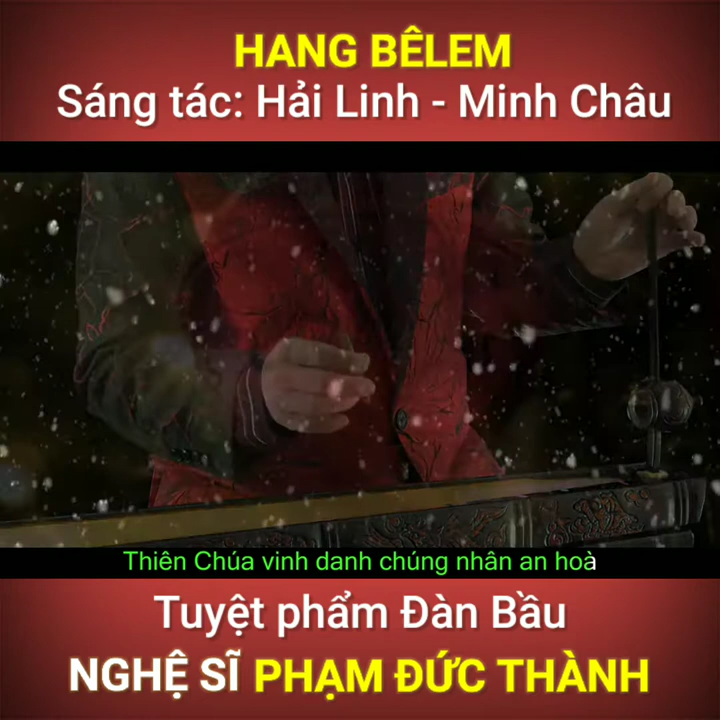 HANG BÊLEM
Sáng tác: Hải Linh - Minh Châu
Thiên Chúa vinh danh chúng nhân an hoà
Tuyệt phẩm Đàn Bầu
NGHỆ SĨ PHẠM ĐỨC THÀNH